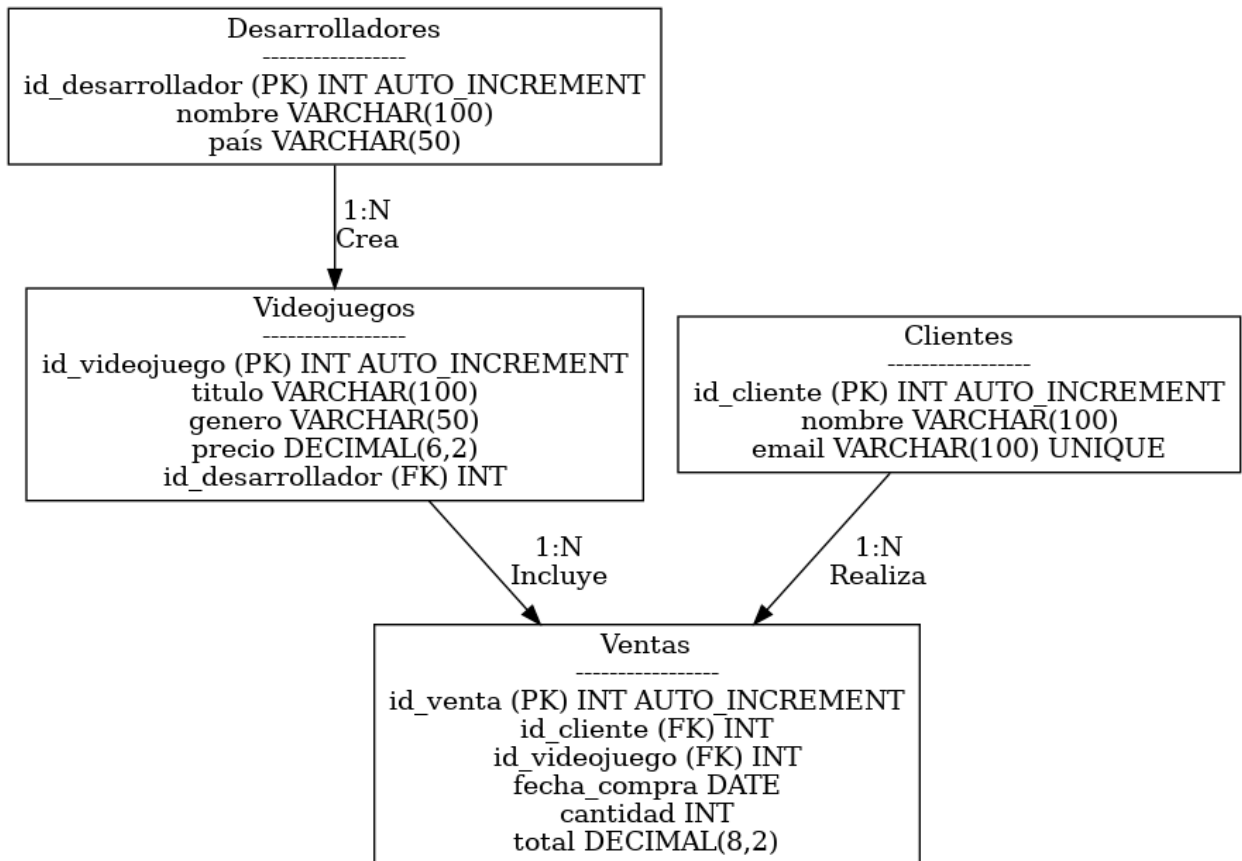 Desarrolladores
-----------------
id_desarrollador (PK) INT AUTO_INCREMENT
nombre VARCHAR(100)
país VARCHAR(50)
1:N
Crea
Videojuegos
-----------------
id_videojuego (PK) INT AUTO_INCREMENT
titulo VARCHAR(100)
genero VARCHAR(50)
precio DECIMAL(6,2)
id_desarrollador (FK) INT
Clientes
-----------------
id_cliente (PK) INT AUTO_INCREMENT
nombre VARCHAR(100)
email VARCHAR(100) UNIQUE
1:N
Incluye
1:N
Realiza
Ventas
-----------------
id_venta (PK) INT AUTO_INCREMENT
id_cliente (FK) INT
id_videojuego (FK) INT
fecha_compra DATE
cantidad INT
total DECIMAL(8,2)